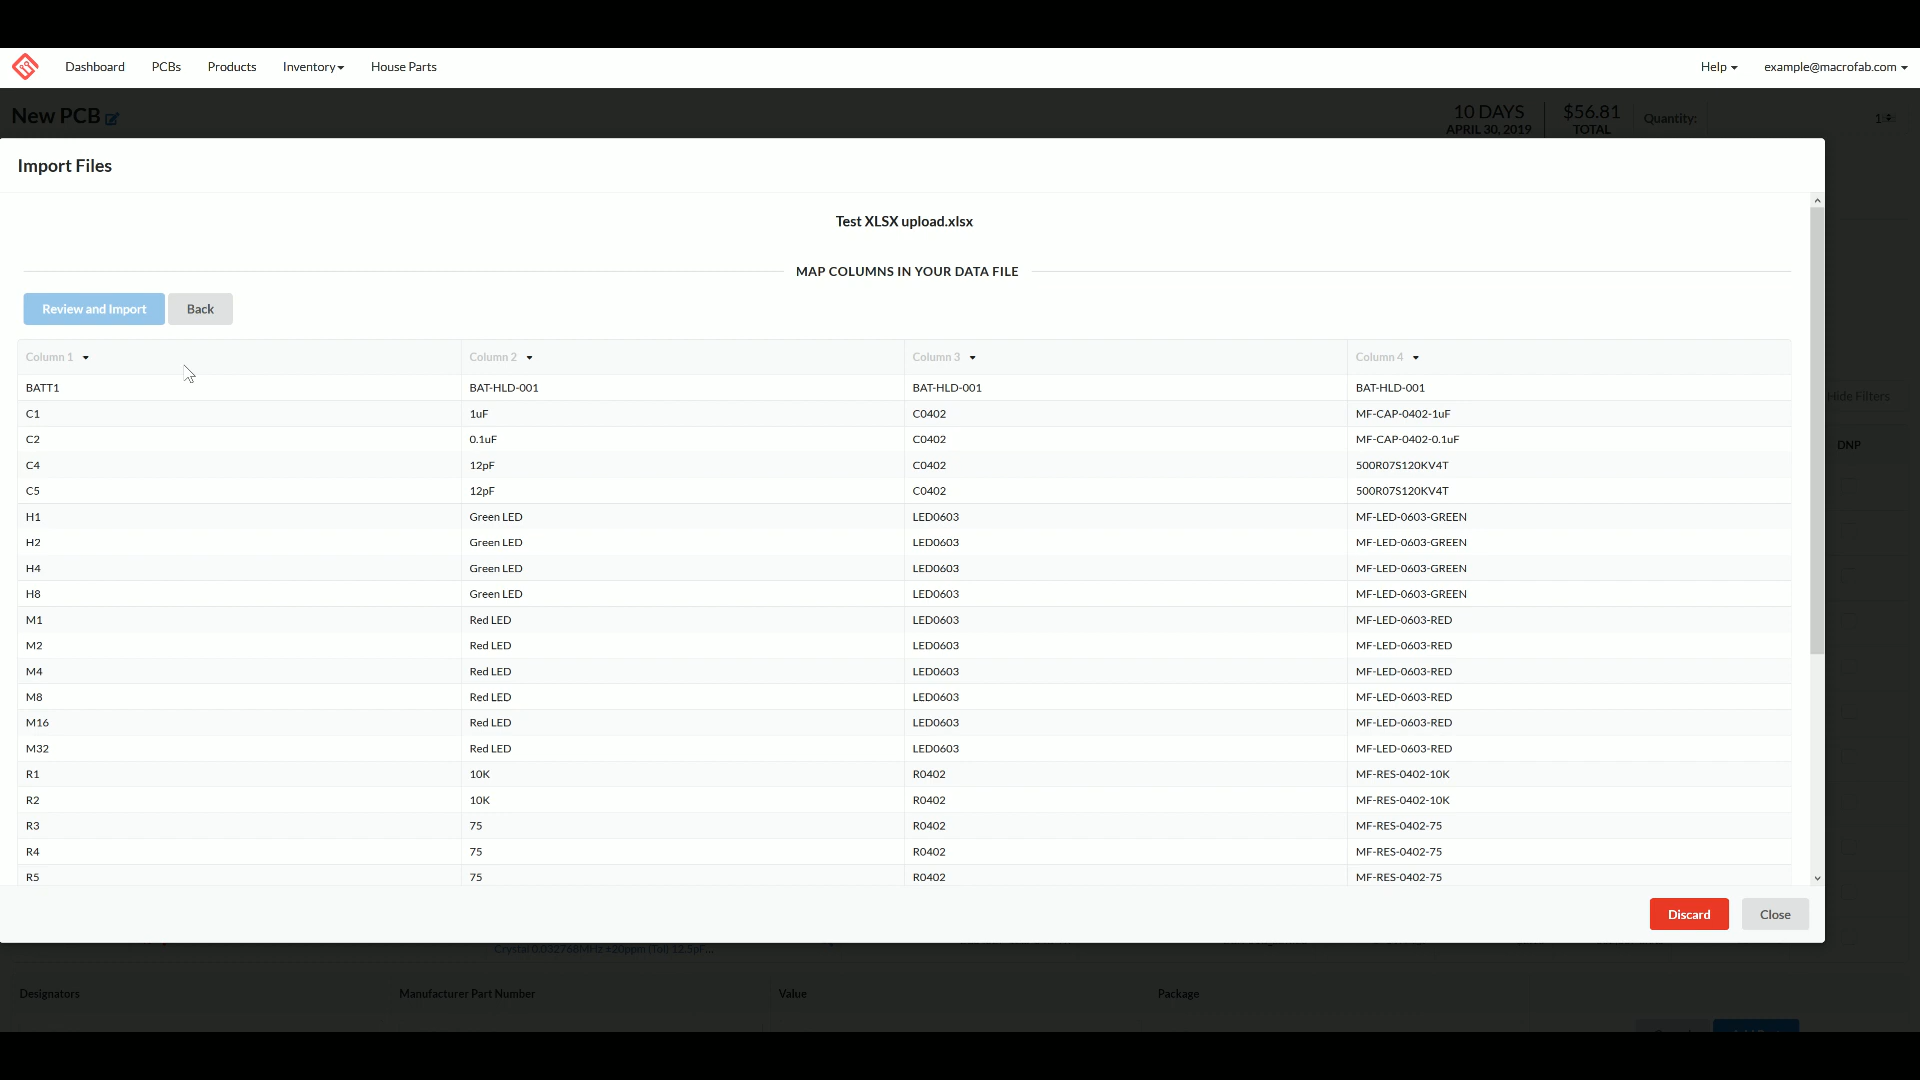 Dashboard PCBs Products Inventory House Parts Help example@macrofab.com
New PCB 10 DAYS APRIL 30, 2019 $56.81 TOTAL Quantity: 1
Import Files
Test XLSX upload.xlsx
MAP COLUMNS IN YOUR DATA FILE
Review and Import Back
Column 1 Column 2 Column 3 Column 4
BATT1 BAT-HLD-001 BAT-HLD-001 BAT-HLD-001
Hide Filters
C1 1uF C0402 MF-CAP-0402-1uF
C2 0.1uF C0402 MF-CAP-0402-0.1uF
DNP
C4 12pF C0402 500R07S120KV4T
C5 12pF C0402 500R07S120KV4T
H1 Green LED LED0603 MF-LED-0603-GREEN
H2 Green LED LED0603 MF-LED-0603-GREEN
H4 Green LED LED0603 MF-LED-0603-GREEN
H8 Green LED LED0603 MF-LED-0603-GREEN
M1 Red LED LED0603 MF-LED-0603-RED
M2 Red LED LED0603 MF-LED-0603-RED
M4 Red LED LED0603 MF-LED-0603-RED
M8 Red LED LED0603 MF-LED-0603-RED
M16 Red LED LED0603 MF-LED-0603-RED
M32 Red LED LED0603 MF-LED-0603-RED
R1 10K R0402 MF-RES-0402-10K
R2 10K R0402 MF-RES-0402-10K
R3 75 R0402 MF-RES-0402-75
R4 75 R0402 MF-RES-0402-75
R5 75 R0402 MF-RES-0402-75
Discard Close
Crystal 0.032768MHz ±20ppm (Tol) 12.5pF ...
Designators Manufacturer Part Number Value Package